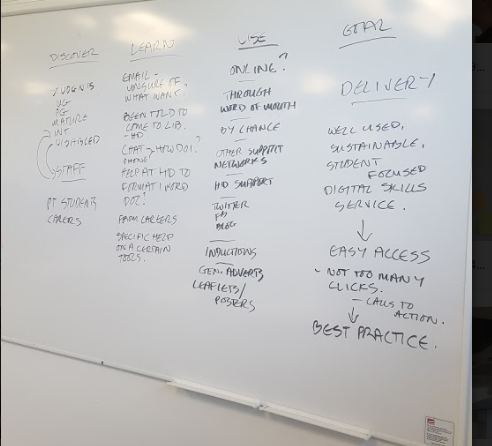 DISCOVER
STUDENTS
UG
PG
MATURE
INT
DISABLED
STAFF
PT STUDENTS
CARERS
LEARN
EMAIL -
UNSURE OF
WHAT WANT.
BEEN TOLD TO
COME TO LIB.
- HD
CHAT → HOW DO I?
PHONE
HELP AT HD TO
FORMAT 1 WORD
DOC?
FROM CAREERS
SPECIFIC HELP
ON A CERTAIN
TOOLS.
USE
ONLINE?
THROUGH
WORD OF MOUTH
BY CHANCE
OTHER SUPPORT
NETWORKS
HD SUPPORT
TWITTER
FB
BLOG
INDUCTIONS
GEN. ADVERTS
LEAFLETS/
POSTERS
GOAL
DELIVERY
WELL USED,
SUSTAINABLE,
STUDENT
FOCUSED
DIGITAL SKILLS
SERVICE.
↓
EASY ACCESS
- NOT TOO MANY
CLICKS.
- CALLS TO
ACTION.
↓
BEST PRACTICE.